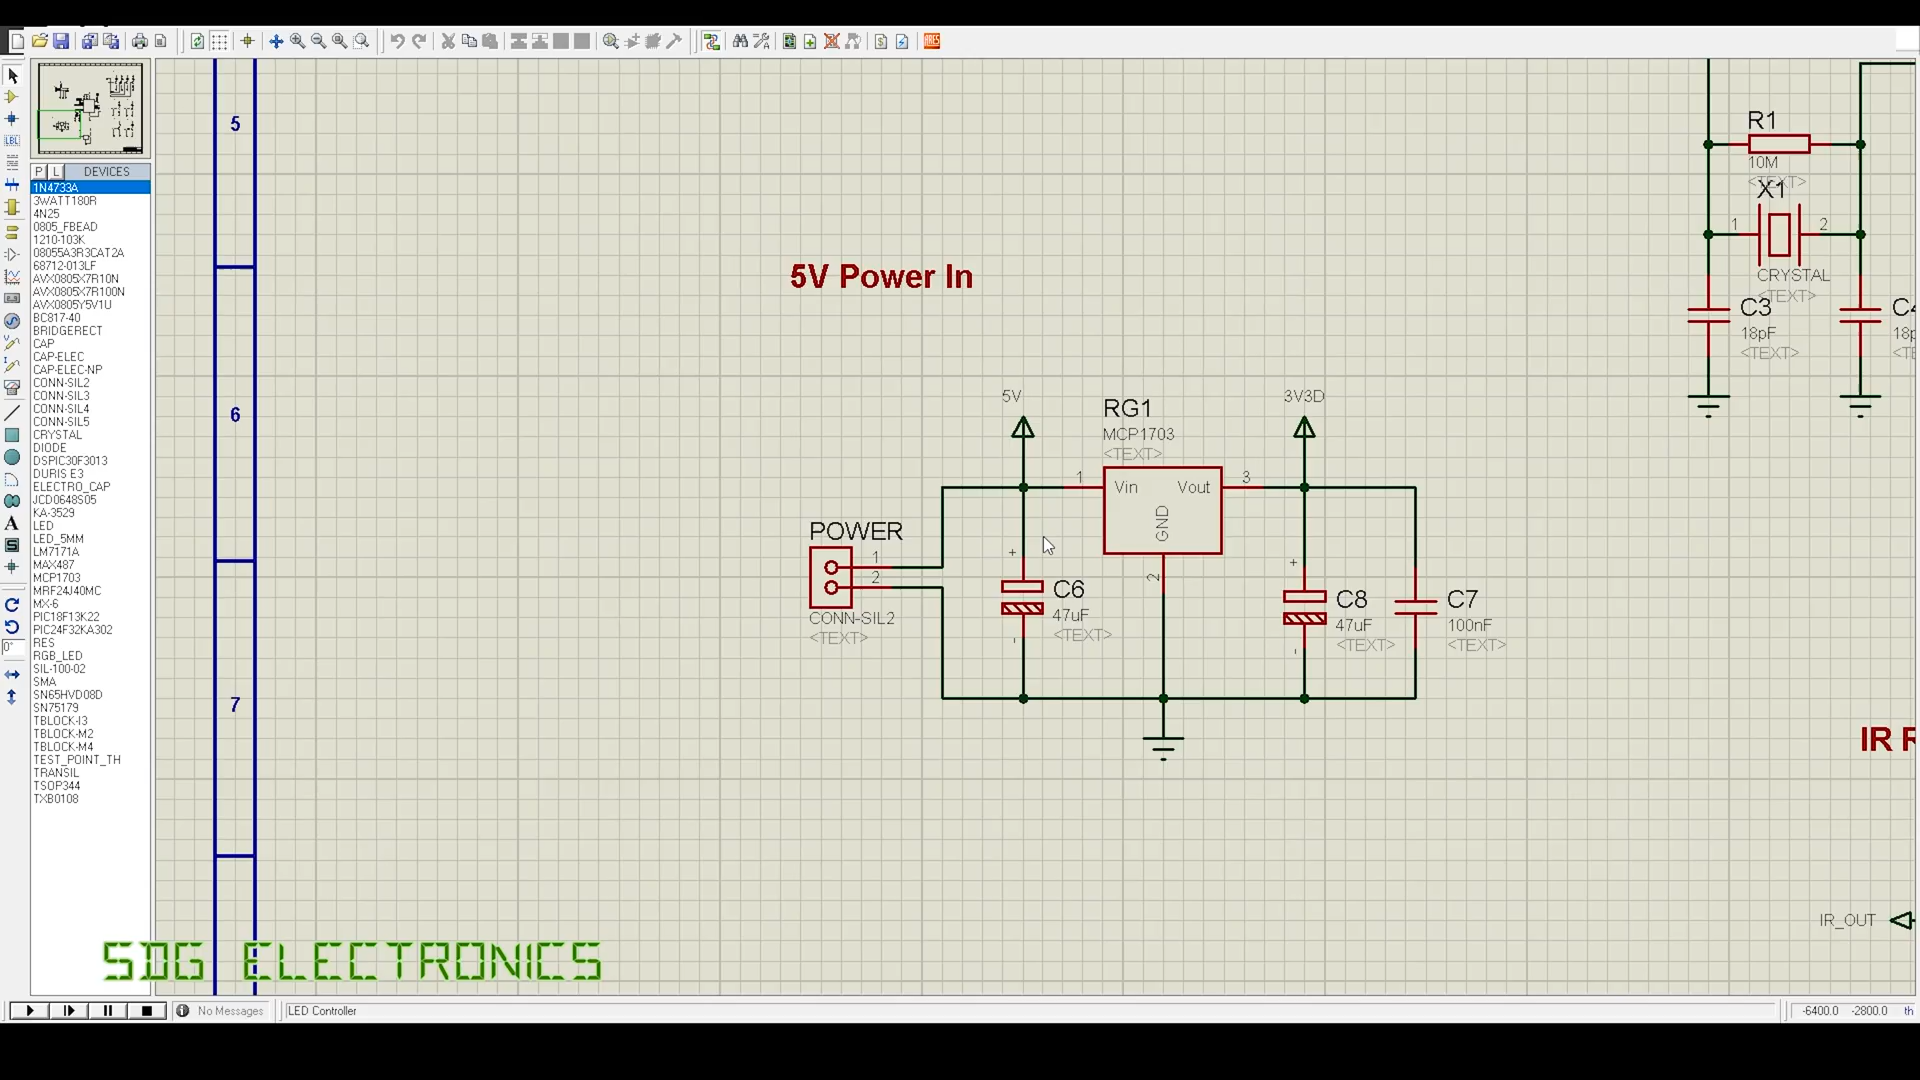 5
6
7
P L DEVICES
1N4733A
3WATT180R
4N25
0805_FBEAD
1210-103K
08055A3R3CAT2A
68712-013LF
AVX0805X7R10N
AVX0805X7R100N
AVX0805Y5V1U
BC817-40
BRIDGERECT
CAP
CAP-ELEC
CAP-ELEC-NP
CONN-SIL2
CONN-SIL3
CONN-SIL4
CONN-SIL5
CRYSTAL
DIODE
DSPIC30F3013
DURIS E3
ELECTRO_CAP
JCD0648S05
KA-3529
LED
LED_5MM
LM7171A
MAX487
MCP1703
MRF24J40MC
MX-6
PIC18F13K22
PIC24F32KA302
RES
RGB_LED
SIL-100-02
SMA
SN65HVD08D
SN75179
TBLOCK-I3
TBLOCK-M2
TBLOCK-M4
TEST_POINT_TH
TRANSIL
TSOP344
TXB0108
LBL
A
S
0°
ARES
5V Power In
5V
RG1
MCP1703
<TEXT>
3V3D
1
Vin
Vout
3
GND
2
POWER
1
2
CONN-SIL2
<TEXT>
+
C6
47uF
<TEXT>
-
+
C8
47uF
<TEXT>
-
C7
100nF
<TEXT>
R1
10M
<TEXT>
X1
1
2
CRYSTAL
<TEXT>
C3
18pF
<TEXT>
IR
IR_OUT
SDG ELECTRONICS
No Messages
LED Controller
-6400.0 -2800.0 th